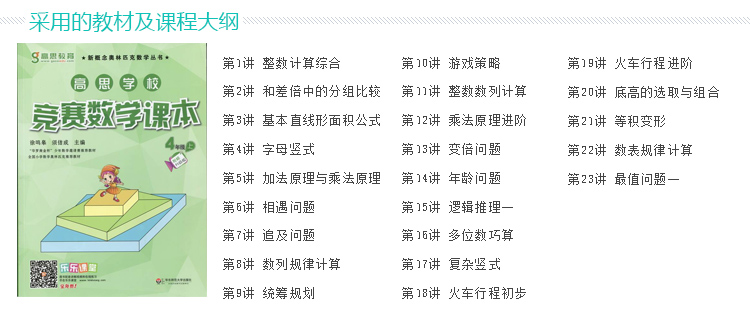 采用的教材及课程大纲
高思教育
★新概念奥林匹克数学丛书★
高思学校
竞赛数学课本
徐鸣皋 须佶成 主编
4年级 上
乐乐课堂
第1讲 整数计算综合
第2讲 和差倍中的分组比较
第3讲 基本直线形面积公式
第4讲 字母竖式
第5讲 加法原理与乘法原理
第6讲 相遇问题
第7讲 追及问题
第8讲 数列规律计算
第9讲 统筹规划
第10讲 游戏策略
第11讲 整数数列计算
第12讲 乘法原理进阶
第13讲 变倍问题
第14讲 年龄问题
第15讲 逻辑推理一
第16讲 多位数巧算
第17讲 复杂竖式
第18讲 火车行程初步
第19讲 火车行程进阶
第20讲 底高的选取与组合
第21讲 等积变形
第22讲 数表规律计算
第23讲 最值问题一